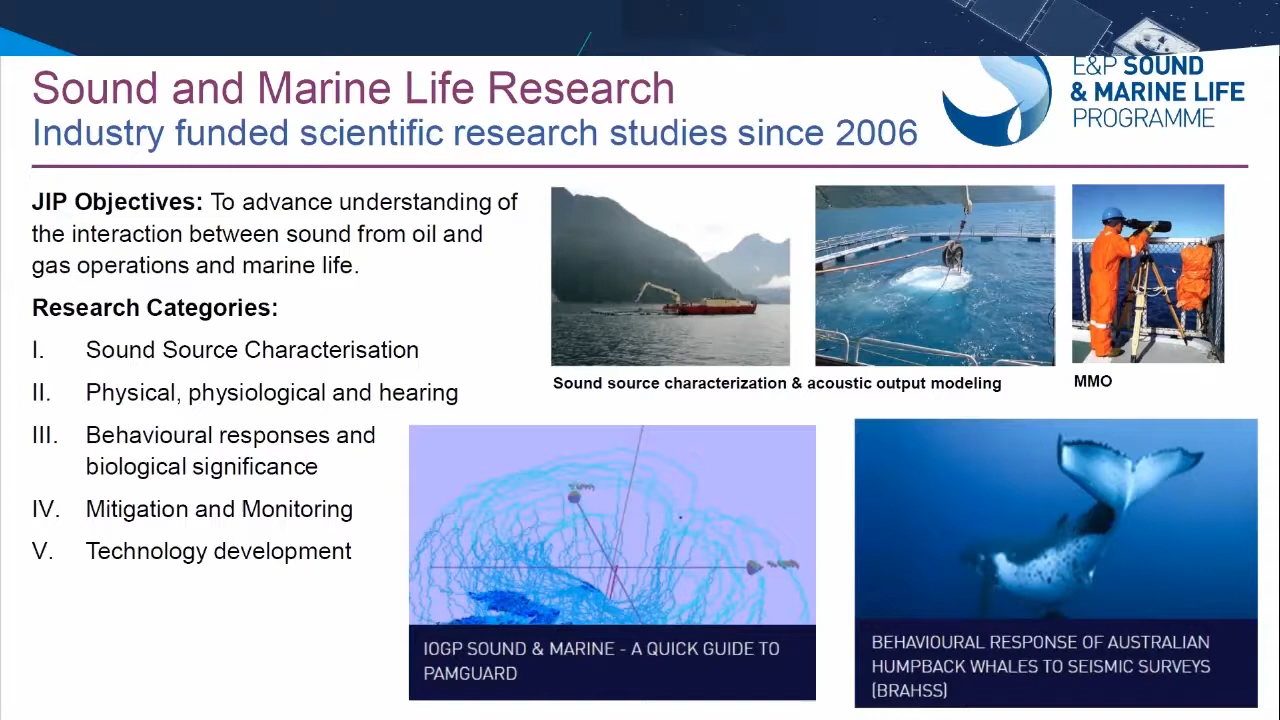 Sound and Marine Life Research
Industry funded scientific research studies since 2006
E&P SOUND
& MARINE LIFE
PROGRAMME
JIP Objectives: To advance understanding of
the interaction between sound from oil and
gas operations and marine life.
Research Categories:
I. Sound Source Characterisation
II. Physical, physiological and hearing
III. Behavioural responses and
biological significance
IV. Mitigation and Monitoring
V. Technology development
Sound source characterization & acoustic output modeling
MMO
IOGP SOUND & MARINE - A QUICK GUIDE TO
PAMGUARD
BEHAVIOURAL RESPONSE OF AUSTRALIAN
HUMPBACK WHALES TO SEISMIC SURVEYS
(BRAHSS)